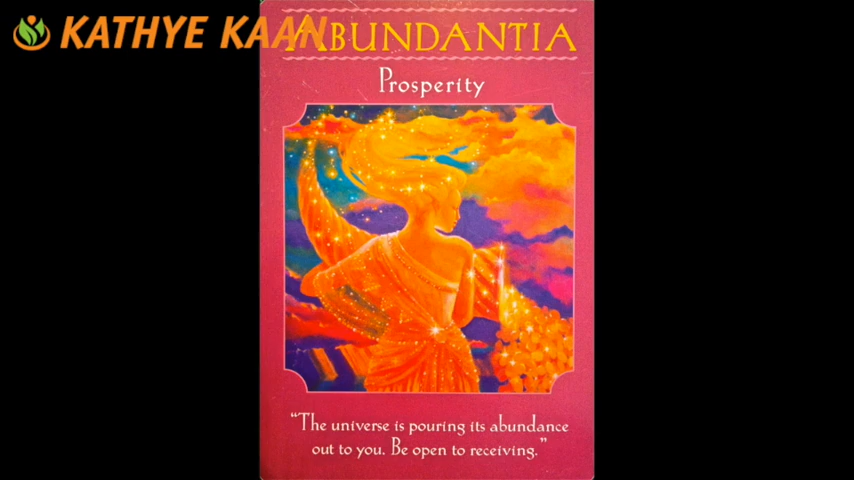 KATHYE KAAN
ABUNDANTIA
Prosperity
“The universe is pouring its abundance
out to you. Be open to receiving.”